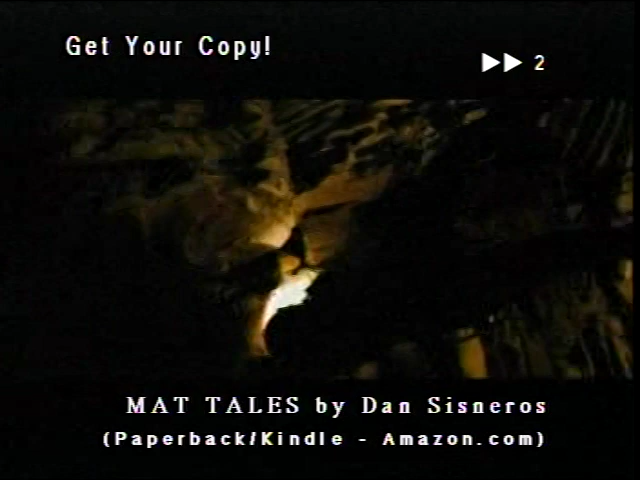 Get Your Copy!
▶▶ 2
MAT TALES by Dan Sisneros
(Paperback/Kindle - Amazon.com)